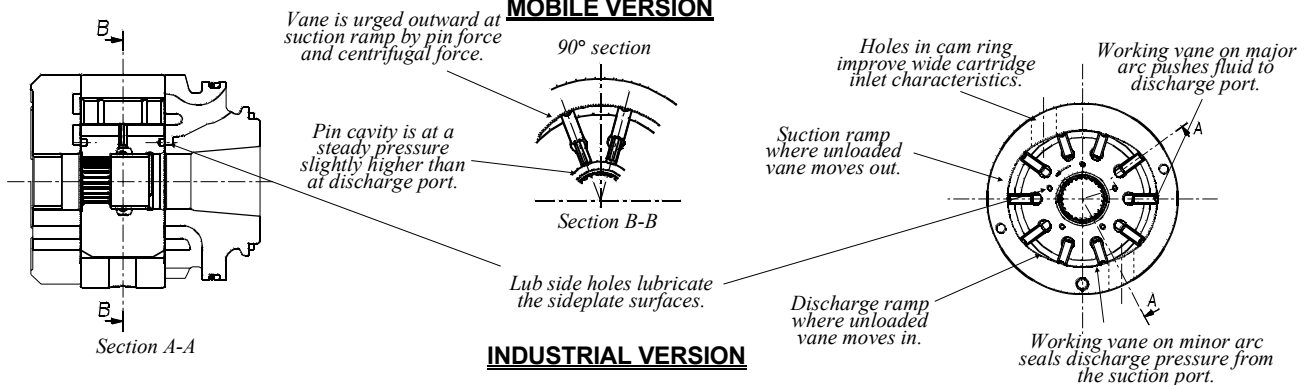 MOBILE VERSION
Vane is urged outward at
suction ramp by pin force
and centrifugal force.
B
90° section
Holes in cam ring
improve wide cartridge
inlet characteristics.
Working vane on major
arc pushes fluid to
discharge port.
Pin cavity is at a
steady pressure
slightly higher than
at discharge port.
Suction ramp
where unloaded
vane moves out.
A
Section B-B
Lub side holes lubricate
the sideplate surfaces.
Discharge ramp
where unloaded
vane moves in.
A
B
Section A-A
Working vane on minor arc
seals discharge pressure from
the suction port.
INDUSTRIAL VERSION